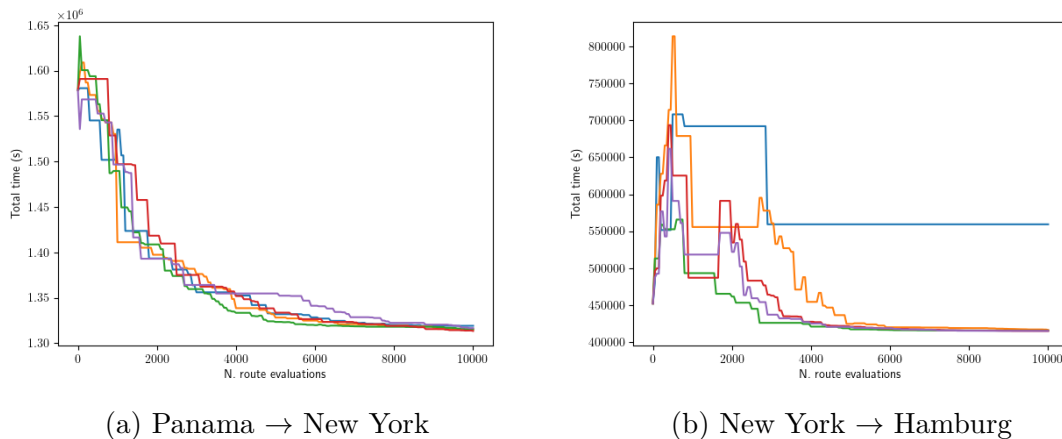 ×10⁶
1.65
1.60
1.55
1.50
1.45
1.40
1.35
1.30
Total time (s)
0 2000 4000 6000 8000 10000
N. route evaluations
(a) Panama → New York
800000
750000
700000
650000
600000
550000
500000
450000
400000
Total time (s)
0 2000 4000 6000 8000 10000
N. route evaluations
(b) New York → Hamburg